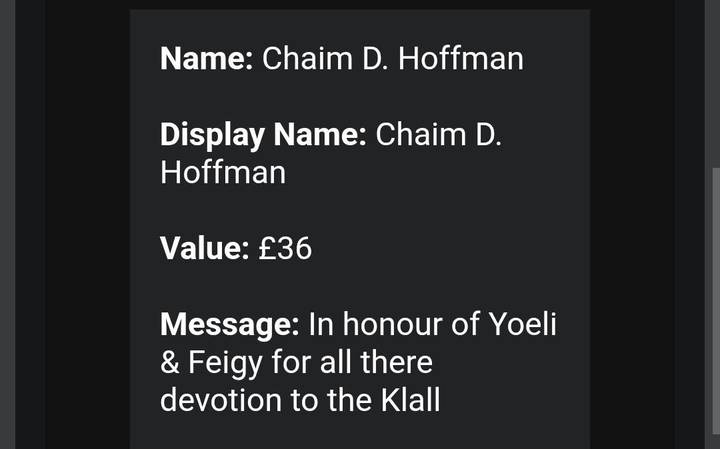 Name: Chaim D. Hoffman
Display Name: Chaim D.
Hoffman
Value: £36
Message: In honour of Yoeli
& Feigy for all there
devotion to the Klall